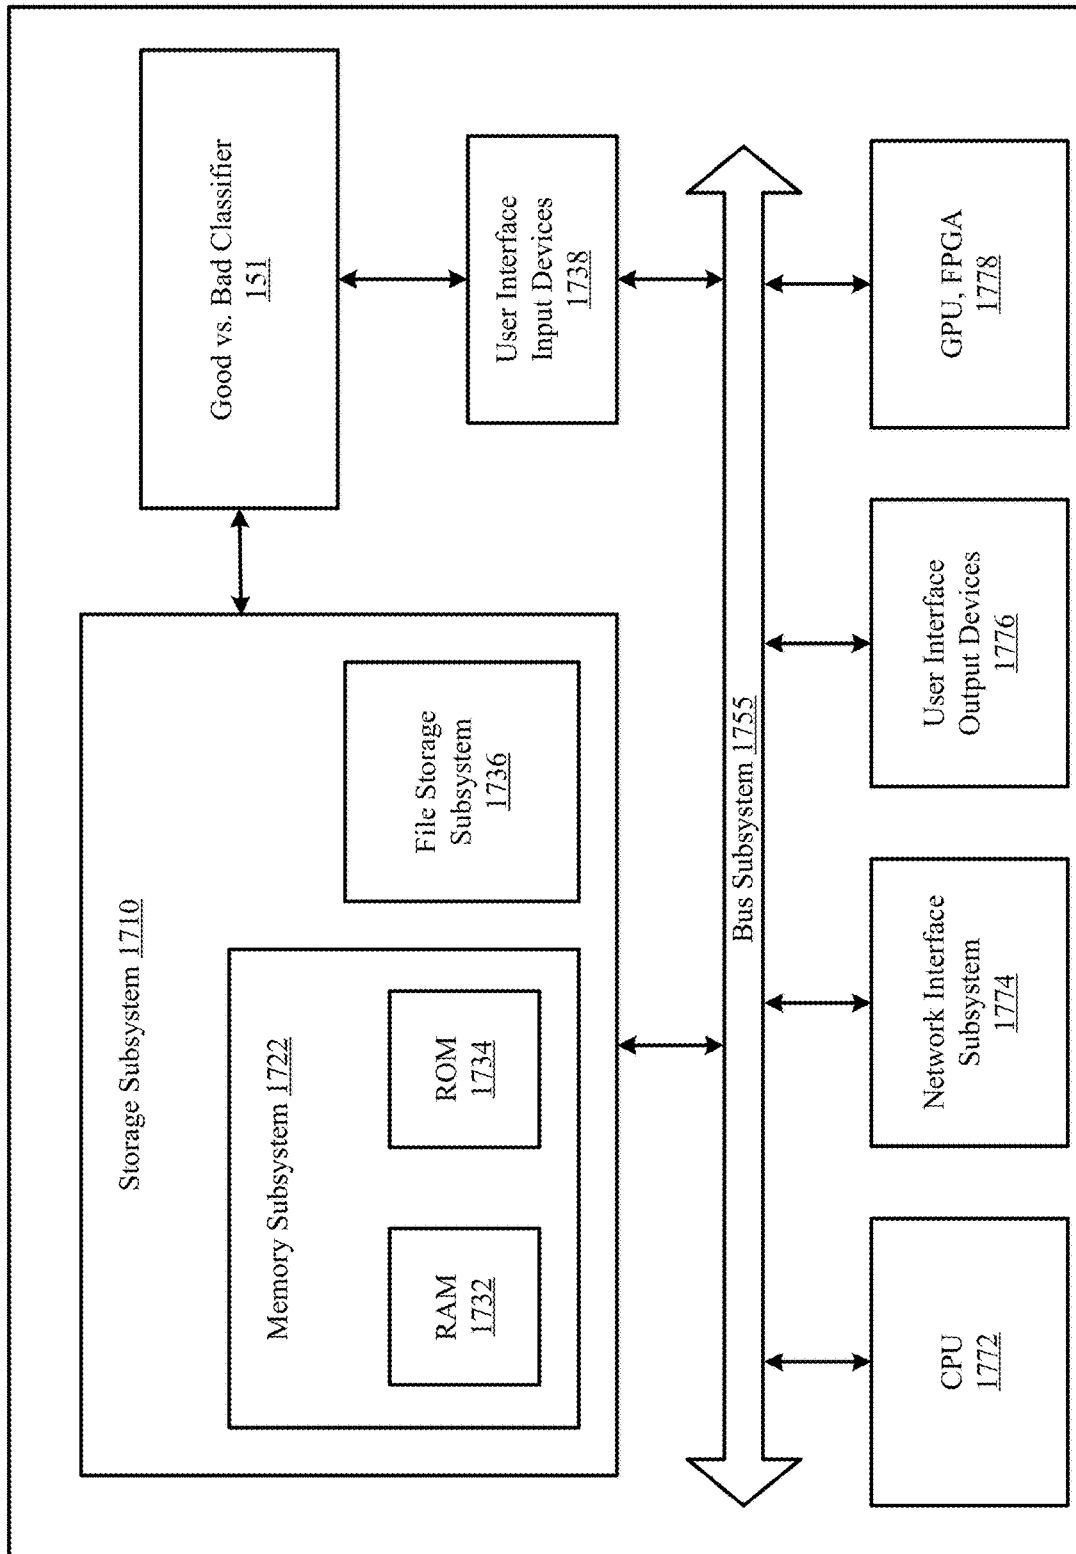 Storage Subsystem 1710
Memory Subsystem 1722
RAM
1732
ROM
1734
File Storage
Subsystem
1736
Good vs. Bad Classifier
151
User Interface
Input Devices
1738
Bus Subsystem 1755
CPU
1772
Network Interface
Subsystem
1774
User Interface
Output Devices
1776
GPU, FPGA
1778